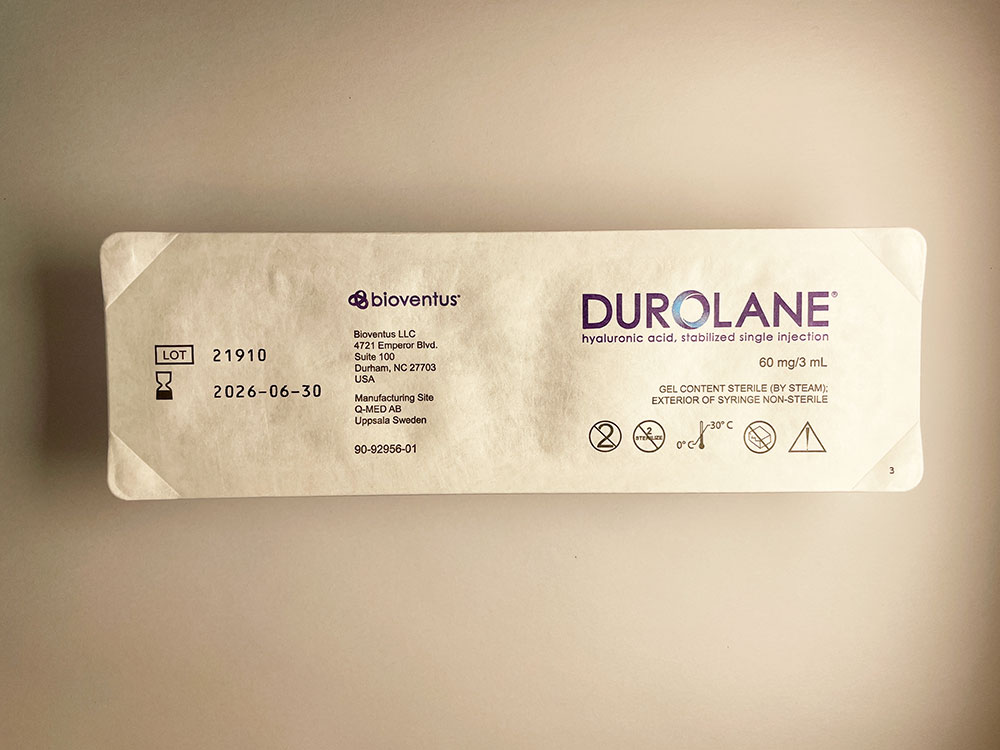 LOT 21910
2026-06-30
bioventus®
Bioventus LLC
4721 Emperor Blvd.
Suite 100
Durham, NC 27703
USA
Manufacturing Site
Q-MED AB
Uppsala Sweden
90-92956-01
DUROLANE®
hyaluronic acid, stabilized single injection
60 mg/3 mL
GEL CONTENT STERILE (BY STEAM);
EXTERIOR OF SYRINGE NON-STERILE
2
2
STERILIZE
0°C
30°C
3